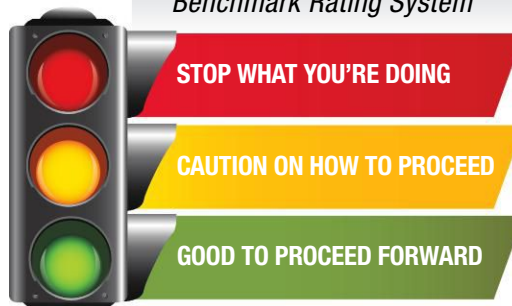 Benchmark Rating System
STOP WHAT YOU'RE DOING
CAUTION ON HOW TO PROCEED
GOOD TO PROCEED FORWARD